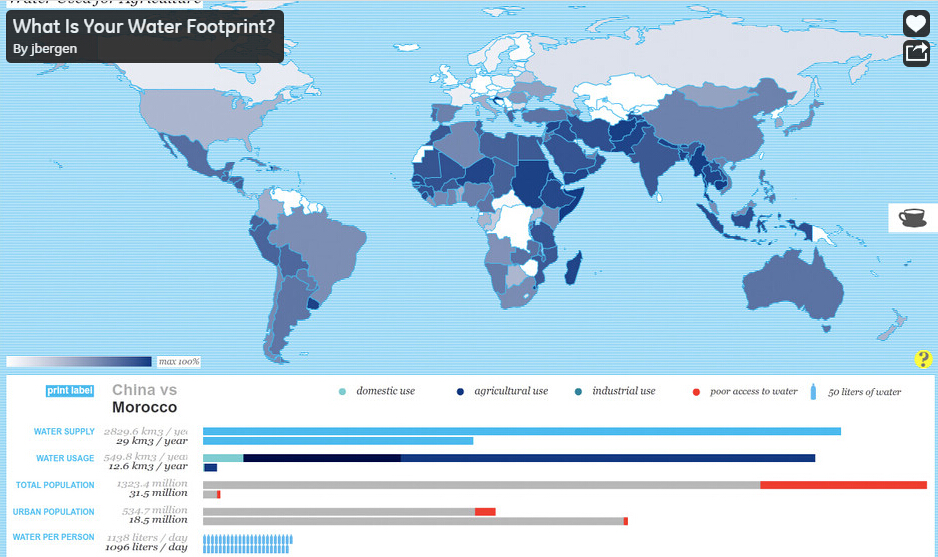 Water Used for Agriculture
What Is Your Water Footprint?
By jbergen
max 100%
?
print label
China vs
Morocco
domestic use
agricultural use
industrial use
poor access to water
50 liters of water
WATER SUPPLY
2829.6 km3 / ye
29 km3 / year
WATER USAGE
549.8 km3 / year
12.6 km3 / year
TOTAL POPULATION
1323.4 million
31.5 million
URBAN POPULATION
534.7 million
18.5 million
WATER PER PERSON
1138 liters / day
1096 liters / day